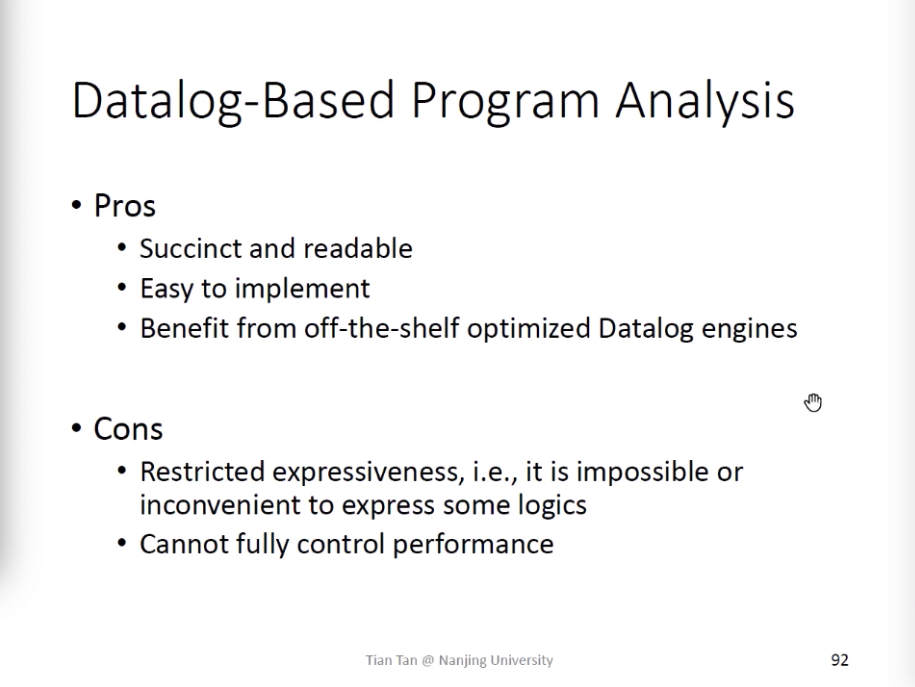 Datalog-Based Program Analysis
• Pros
• Succinct and readable
• Easy to implement
• Benefit from off-the-shelf optimized Datalog engines
• Cons
• Restricted expressiveness, i.e., it is impossible or
inconvenient to express some logics
• Cannot fully control performance
Tian Tan @ Nanjing University
92